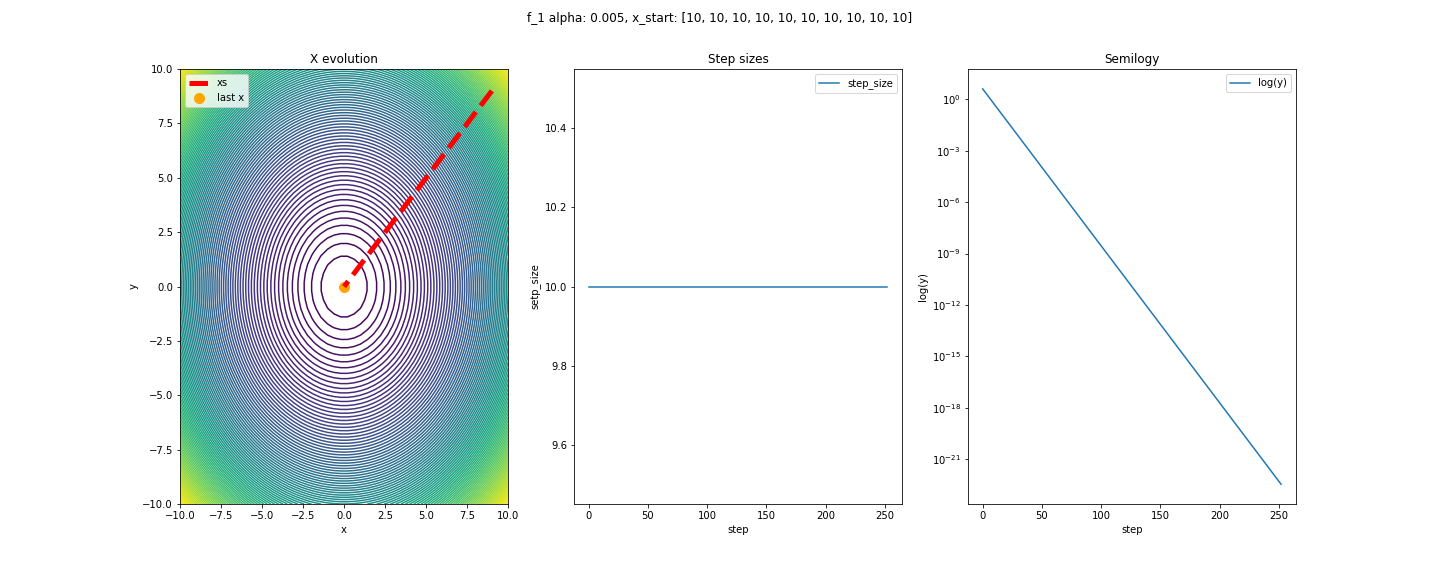 f_1 alpha: 0.005, x_start: [10, 10, 10, 10, 10, 10, 10, 10, 10, 10]
X evolution
10.0
7.5
5.0
2.5
0.0
−2.5
−5.0
−7.5
−10.0
y
xs
last x
−10.0 −7.5 −5.0 −2.5 0.0 2.5 5.0 7.5 10.0
x
Step sizes
10.4
10.2
10.0
9.8
9.6
setp_size
step_size
0 50 100 150 200 250
step
Semilogy
10⁰
10⁻³
10⁻⁶
10⁻⁹
10⁻¹²
10⁻¹⁵
10⁻¹⁸
10⁻²¹
log(y)
log(y)
0 50 100 150 200 250
step